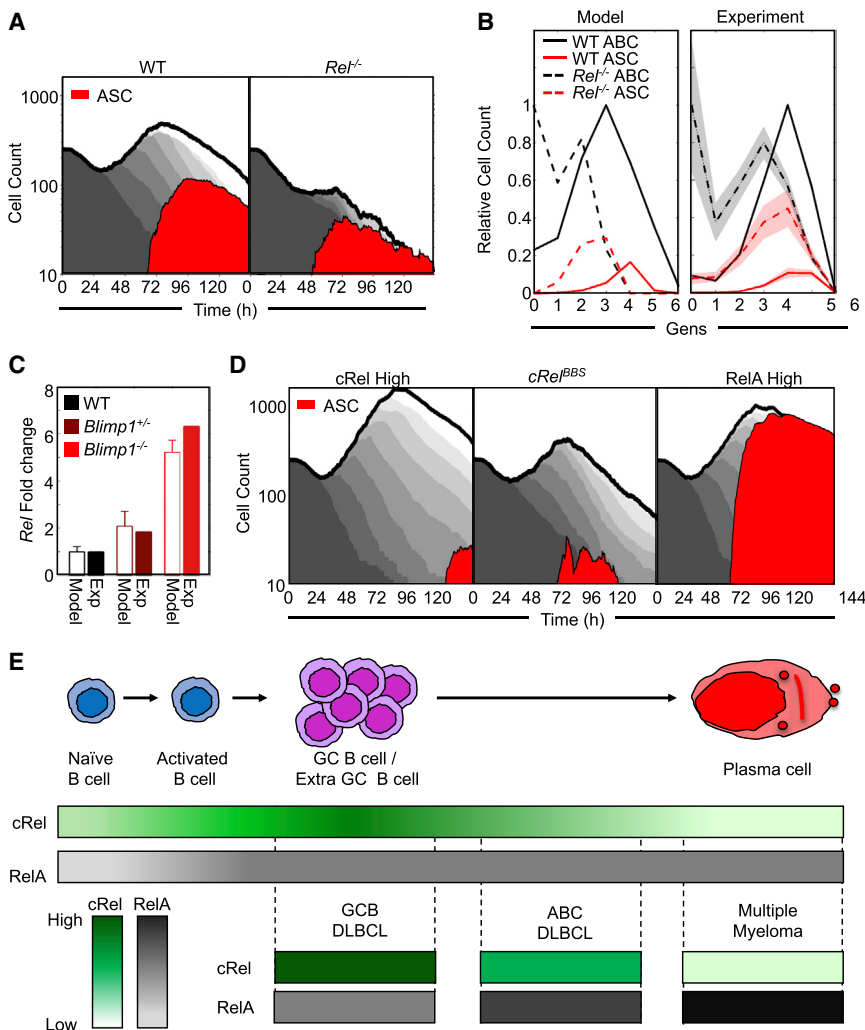 A
WT
Rel-/-
ASC
1000
100
10
Cell Count
0 24 48 72 96 120 0 24 48 72 96 120
Time (h)
B
Model
Experiment
WT ABC
WT ASC
Rel-/- ABC
Rel-/- ASC
1
0.8
0.6
0.4
0.2
0
Relative Cell Count
0 1 2 3 4 5 6 0 1 2 3 4 5 6
Gens
C
WT
Blimp1+/-
Blimp1-/-
8
6
4
2
0
Rel Fold change
Model
Exp
Model
Exp
Model
Exp
D
cRel High
cRelBBS
RelA High
ASC
1000
100
10
Cell Count
0 24 48 72 96 120 0 24 48 72 96 120 0 24 48 72 96 120 144
Time (h)
E
Naïve
B cell
Activated
B cell
GC B cell /
Extra GC B cell
Plasma cell
cRel
RelA
cRel
RelA
High
Low
GCB
DLBCL
ABC
DLBCL
Multiple
Myeloma
cRel
RelA